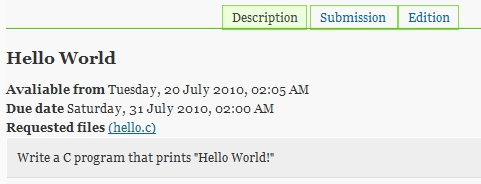 Description Submission Edition
Hello World
Avaliable from Tuesday, 20 July 2010, 02:05 AM
Due date Saturday, 31 July 2010, 02:00 AM
Requested files (hello.c)
Write a C program that prints "Hello World!"